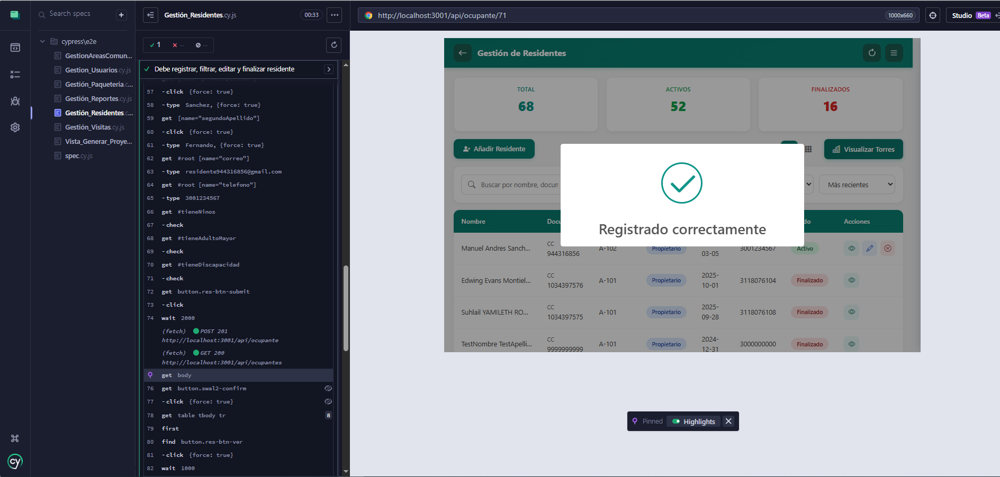 Search specs
+
cypress\e2e
GestionAreasComun...
Gestion_Usuarios.cy.js
Gestión_Paqueteria.c...
Gestión_Reportes.cy.js
Gestión_Residentes.c...
Gestión_Visitas.cy.js
Vista_Generar_Proye...
spec.cy.js
cy
Gestión_Residentes.cy.js
00:33
1
--
--
Debe registrar, filtrar, editar y finalizar residente
57 -click {force: true}
58 -type Sanchez, {force: true}
59 get [name="segundoApellido"]
60 -click {force: true}
61 -type Fernando, {force: true}
62 get #root [name="correo"]
63 -type residente944316856@gmail.com
64 get #root [name="telefono"]
65 -type 3001234567
66 get #tieneNinos
67 -check
68 get #tieneAdultoMayor
69 -check
70 get #tieneDiscapacidad
71 -check
72 get button.res-btn-submit
73 -click
74 wait 2000
(fetch) POST 201
http://localhost:3001/api/ocupante
(fetch) GET 200
http://localhost:3001/api/ocupantes
get body
76 get button.swal2-confirm
77 -click {force: true}
78 get table tbody tr 8
79 first
80 find button.res-btn-ver
81 -click {force: true}
82 wait 1000
http://localhost:3001/api/ocupante/71
1000x660
Studio Beta
Gestión de Residentes
TOTAL
68
ACTIVOS
52
FINALIZADOS
16
Añadir Residente
Visualizar Torres
Buscar por nombre, docun
Más recientes
Registrado correctamente
Nombre Docu do Acciones
Manuel Andres Sanch... CC 944316856 A-102 Propietario 03-05 3001234567 Activo
Edwing Evans Montiel... CC 1034397576 A-101 Propietario 2025-10-01 3118076104 Finalizado
Suhlail YAMILETH RO... CC 1034397575 A-101 Propietario 2025-09-28 3118076108 Finalizado
TestNombre TestApelli... CC 9999999999 A-101 Propietario 2024-12-31 3000000000 Finalizado
Pinned Highlights